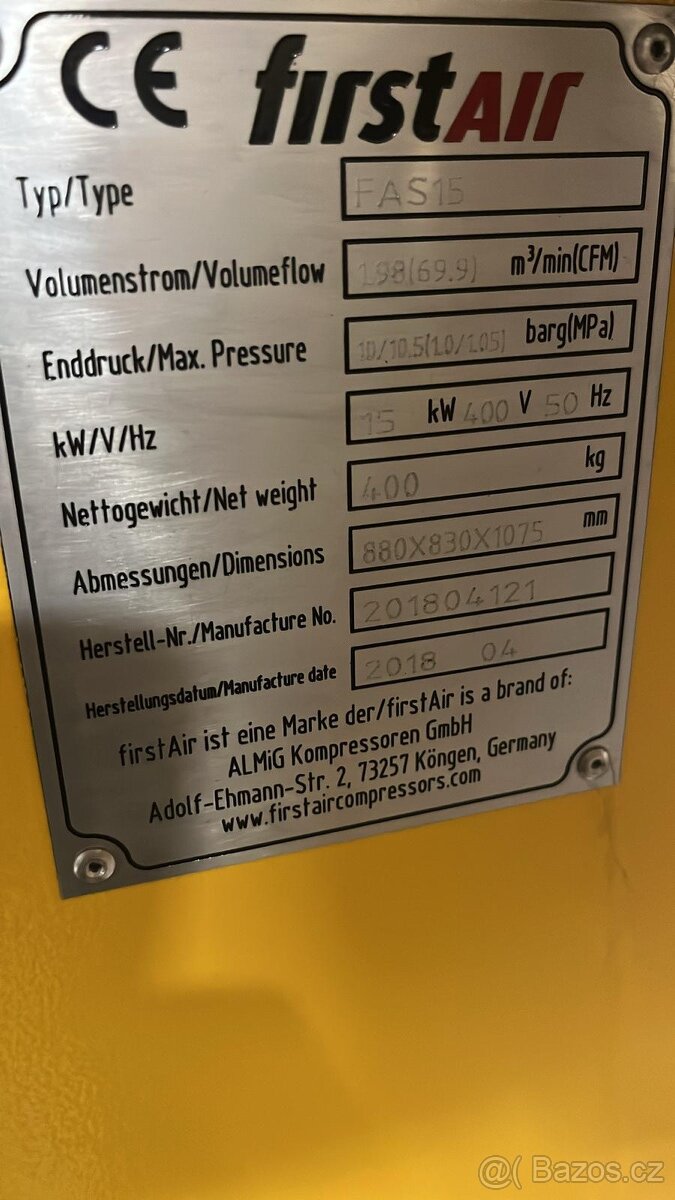 CE firstAIr
Typ/Type FAS15
Volumenstrom/Volumeflow 1.98(69.9) m³/min(CFM)
Enddruck/Max. Pressure 10/10.5(1.0/1.05) barg(MPa)
kW/V/Hz 15 kW 400 V 50 Hz
Nettogewicht/Net weight 400 kg
Abmessungen/Dimensions 880X830X1075 mm
Herstell-Nr./Manufacture No. 201804121
Herstellungsdatum/Manufacture date 2018 04
firstAir ist eine Marke der/firstAir is a brand of:
ALMiG Kompressoren GmbH
Adolf-Ehmann-Str. 2, 73257 Köngen, Germany
www.firstaircompressors.com
@( Bazos.cz